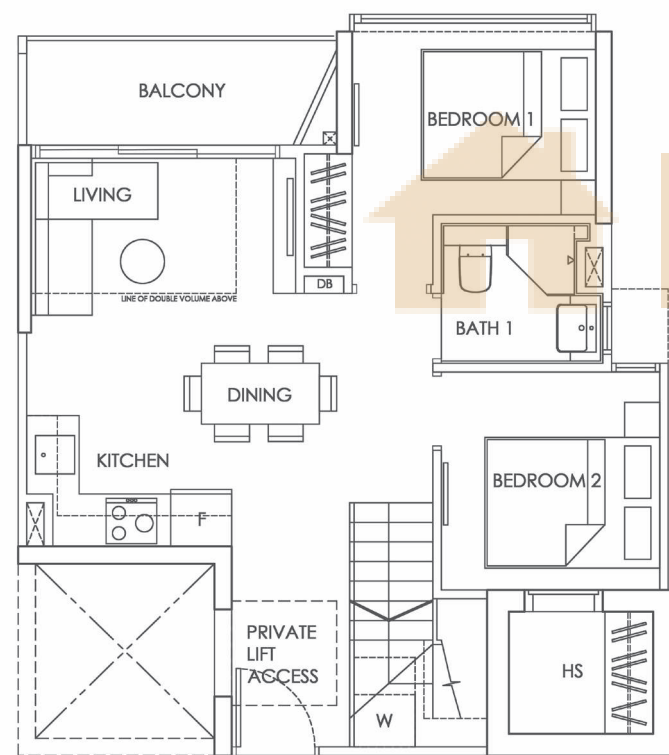 BALCONY
BEDROOM 1
LIVING
DB
LINE OF DOUBLE VOLUME ABOVE
BATH 1
DINING
KITCHEN
BEDROOM 2
F
PRIVATE
LIFT
ACCESS
HS
W